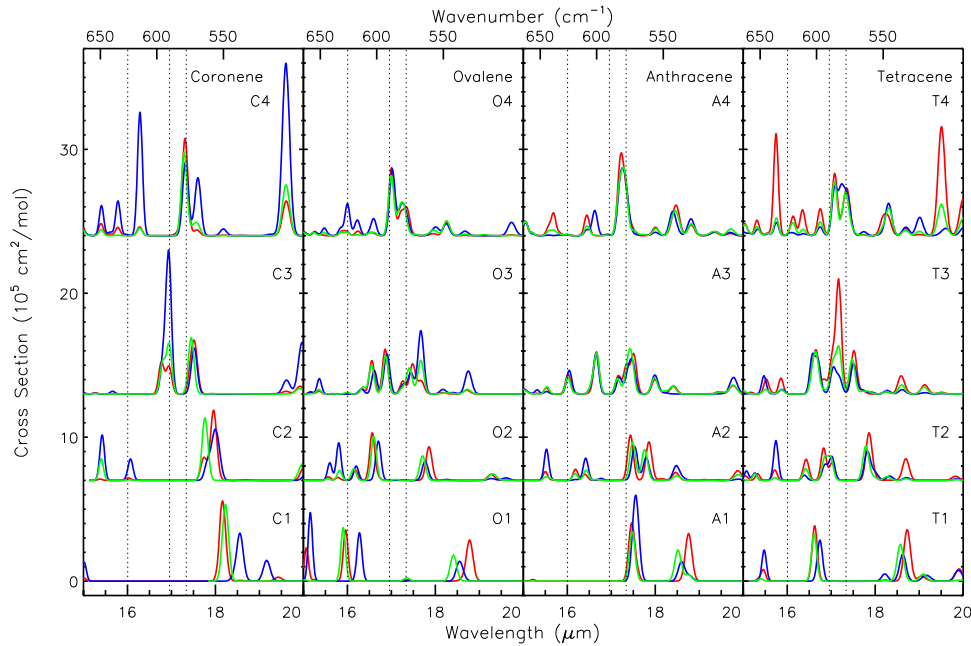 Wavenumber (cm⁻¹)
650 600 550 650 600 550 650 600 550 650 600 550
Coronene Ovalene Anthracene Tetracene
C4 O4 A4 T4
30
C3 O3 A3 T3
20
C2 O2 A2 T2
10
C1 O1 A1 T1
0
16 18 20 16 18 20 16 18 20 16 18 20
Wavelength (μm)
Cross Section (10⁵ cm²/mol)